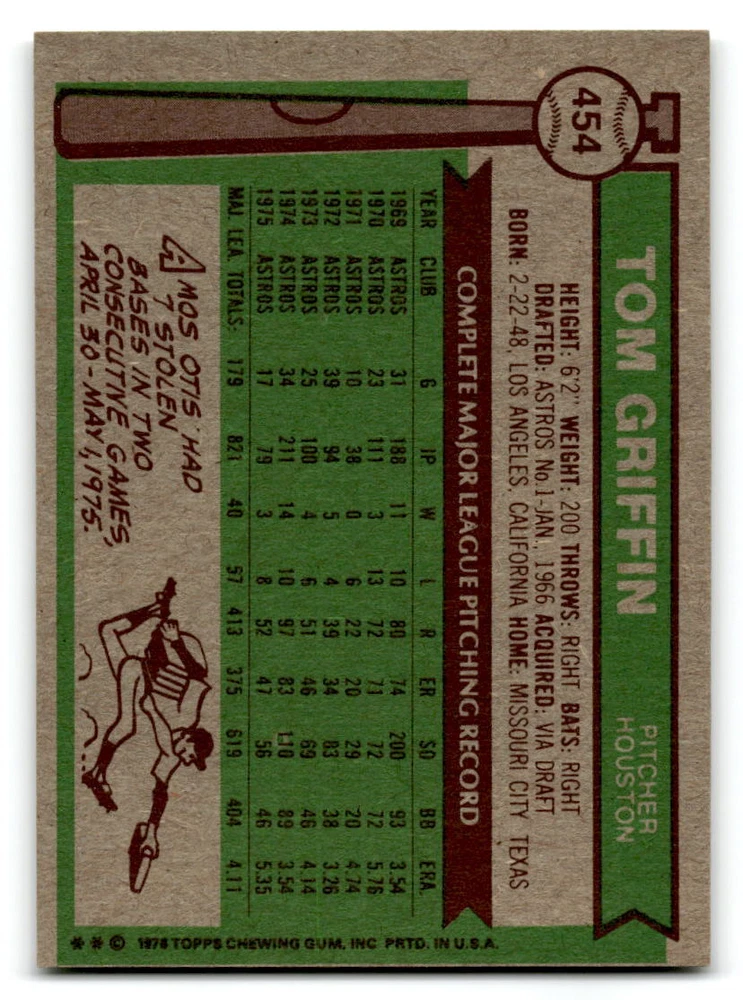 454
TOM GRIFFIN
PITCHER
HOUSTON
HEIGHT: 6'2" WEIGHT: 200 THROWS: RIGHT BATS: RIGHT
DRAFTED: ASTROS No.1-JAN., 1966 ACQUIRED: VIA DRAFT
BORN: 2-22-48, LOS ANGELES, CALIFORNIA HOME: MISSOURI CITY TEXAS
COMPLETE MAJOR LEAGUE PITCHING RECORD
YEAR CLUB G IP W L R ER SO BB ERA.
1969 ASTROS 31 188 11 10 80 74 200 93 3.54
1970 ASTROS 23 111 3 13 72 71 72 72 5.76
1971 ASTROS 10 38 0 6 22 20 29 20 4.74
1972 ASTROS 39 94 5 4 39 34 83 38 3.26
1973 ASTROS 25 100 4 6 51 46 69 46 4.14
1974 ASTROS 34 211 14 10 97 83 110 89 3.54
1975 ASTROS 17 79 3 8 52 47 56 46 5.35
MAJ. LEA. TOTALS: 179 821 40 57 413 375 619 404 4.11
AMOS OTIS HAD
7 STOLEN
BASES IN TWO
CONSECUTIVE GAMES,
APRIL 30-MAY 1, 1975.
* * © 1976 TOPPS CHEWING GUM, INC PRTD. IN U.S.A.